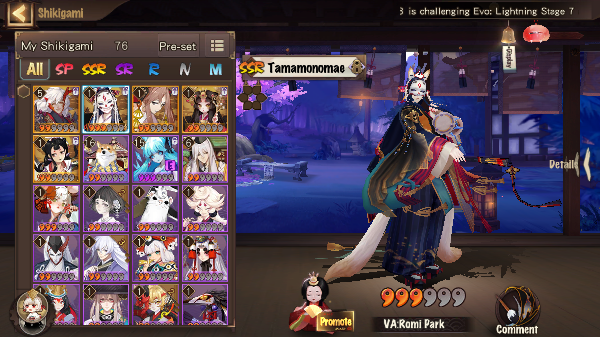 Shikigami
3 is challenging Evo: Lightning Stage 7
My Shikigami 76 Pre-set
All SP SSR SR R N M
SSR Tamamonomae
Display
Detail
Promote
VA:Romi Park
Comment